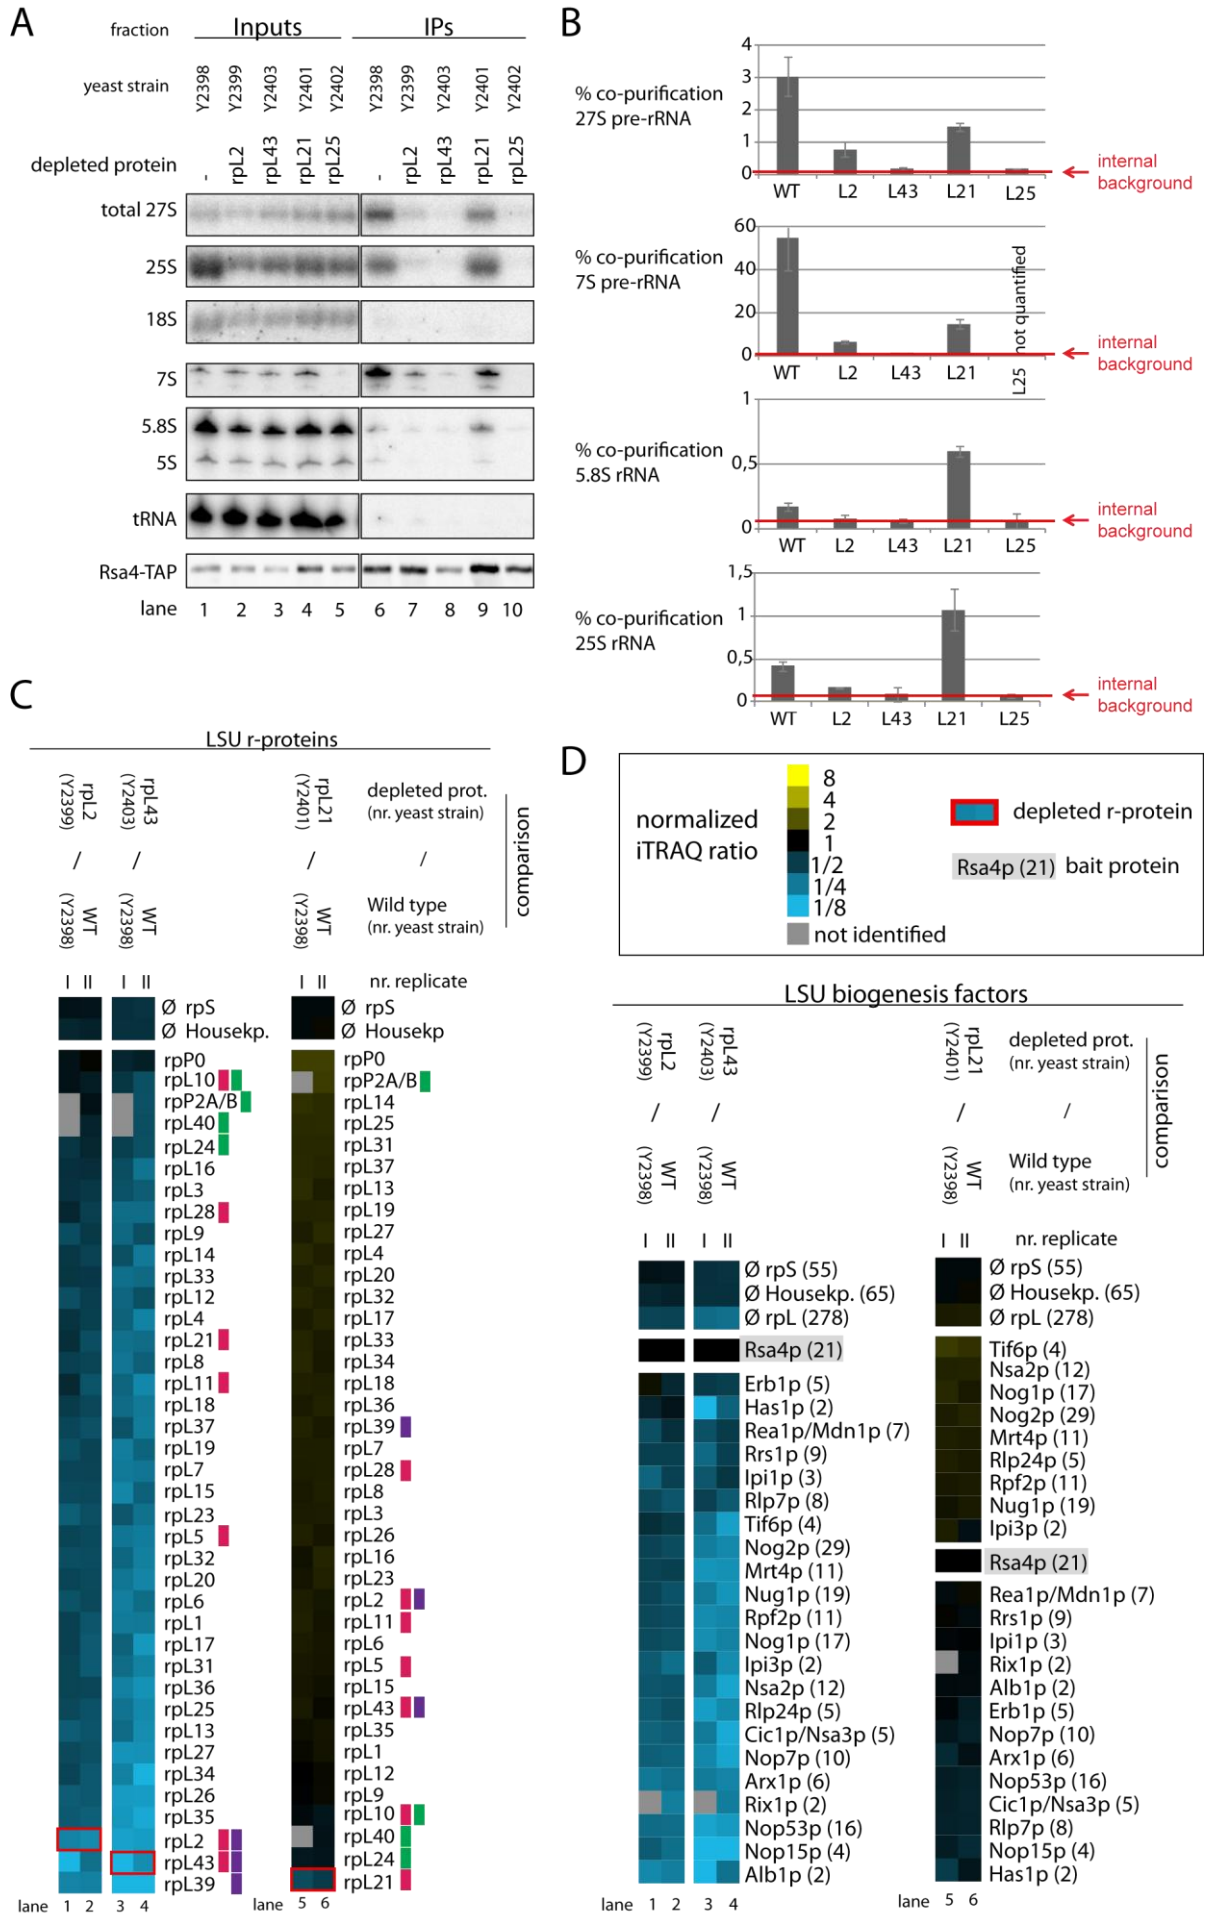 A
fraction
Inputs
IPs
yeast strain
Y2398
Y2399
Y2403
Y2401
Y2402
Y2398
Y2399
Y2403
Y2401
Y2402
depleted protein
-
rpL2
rpL43
rpL21
rpL25
-
rpL2
rpL43
rpL21
rpL25
total 27S
25S
18S
7S
5.8S
5S
tRNA
Rsa4-TAP
lane 1 2 3 4 5 6 7 8 9 10
B
% co-purification
27S pre-rRNA
4
3
2
1
0
WT L2 L43 L21 L25
internal
background
% co-purification
7S pre-rRNA
60
40
20
0
WT L2 L43 L21 L25
not quantified
internal
background
% co-purification
5.8S rRNA
1
0,5
0
WT L2 L43 L21 L25
internal
background
% co-purification
25S rRNA
1,5
1
0,5
0
WT L2 L43 L21 L25
internal
background
C
LSU r-proteins
rpL2
(Y2399)
/
WT
(Y2398)
rpL43
(Y2403)
/
WT
(Y2398)
rpL21
(Y2401)
/
WT
(Y2398)
depleted prot.
(nr. yeast strain)
/
Wild type
(nr. yeast strain)
comparison
I II I II I II nr. replicate
Ø rpS
Ø Housekp.
rpP0
rpL10
rpP2A/B
rpL40
rpL24
rpL16
rpL3
rpL28
rpL9
rpL14
rpL33
rpL12
rpL4
rpL21
rpL8
rpL11
rpL18
rpL37
rpL19
rpL7
rpL15
rpL23
rpL5
rpL32
rpL20
rpL6
rpL1
rpL17
rpL31
rpL36
rpL25
rpL13
rpL27
rpL34
rpL26
rpL35
rpL2
rpL43
rpL39
lane 1 2 3 4
Ø rpS
Ø Housekp
rpP0
rpP2A/B
rpL14
rpL25
rpL31
rpL37
rpL13
rpL19
rpL27
rpL4
rpL20
rpL32
rpL17
rpL33
rpL34
rpL18
rpL36
rpL39
rpL7
rpL28
rpL8
rpL3
rpL26
rpL16
rpL23
rpL2
rpL11
rpL6
rpL5
rpL15
rpL43
rpL35
rpL1
rpL12
rpL9
rpL10
rpL40
rpL24
rpL21
lane 5 6
D
normalized
iTRAQ ratio
8
4
2
1
1/2
1/4
1/8
not identified
depleted r-protein
Rsa4p (21) bait protein
LSU biogenesis factors
rpL2
(Y2399)
/
WT
(Y2398)
rpL43
(Y2403)
/
WT
(Y2398)
rpL21
(Y2401)
/
WT
(Y2398)
depleted prot.
(nr. yeast strain)
/
Wild type
(nr. yeast strain)
comparison
I II I II I II nr. replicate
Ø rpS (55)
Ø Housekp. (65)
Ø rpL (278)
Rsa4p (21)
Erb1p (5)
Has1p (2)
Rea1p/Mdn1p (7)
Rrs1p (9)
Ipi1p (3)
Rlp7p (8)
Tif6p (4)
Nog2p (29)
Mrt4p (11)
Nug1p (19)
Rpf2p (11)
Nog1p (17)
Ipi3p (2)
Nsa2p (12)
Rlp24p (5)
Cic1p/Nsa3p (5)
Nop7p (10)
Arx1p (6)
Rix1p (2)
Nop53p (16)
Nop15p (4)
Alb1p (2)
lane 1 2 3 4
Ø rpS (55)
Ø Housekp. (65)
Ø rpL (278)
Tif6p (4)
Nsa2p (12)
Nog1p (17)
Nog2p (29)
Mrt4p (11)
Rlp24p (5)
Rpf2p (11)
Nug1p (19)
Ipi3p (2)
Rsa4p (21)
Rea1p/Mdn1p (7)
Rrs1p (9)
Ipi1p (3)
Rix1p (2)
Alb1p (2)
Erb1p (5)
Nop7p (10)
Arx1p (6)
Nop53p (16)
Cic1p/Nsa3p (5)
Rlp7p (8)
Nop15p (4)
Has1p (2)
lane 5 6